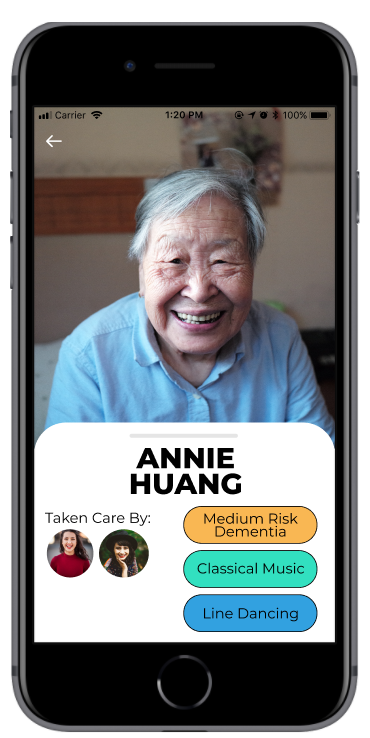 Carrier 1:20 PM 100%
ANNIE
HUANG
Taken Care By:
Medium Risk
Dementia
Classical Music
Line Dancing